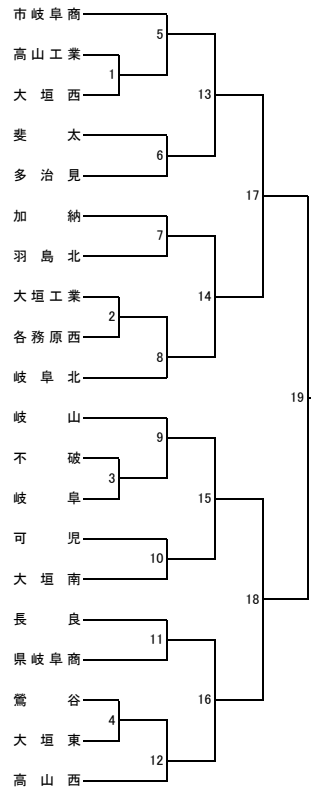 市岐阜商
5
高山工業
1
13
大垣西
斐太
6
多治見
17
加納
7
羽島北
大垣工業
14
2
各務原西
8
岐阜北
19
岐山
9
不破
3
岐阜
15
可児
10
大垣南
18
長良
11
県岐阜商
鶯谷
16
4
大垣東
12
高山西